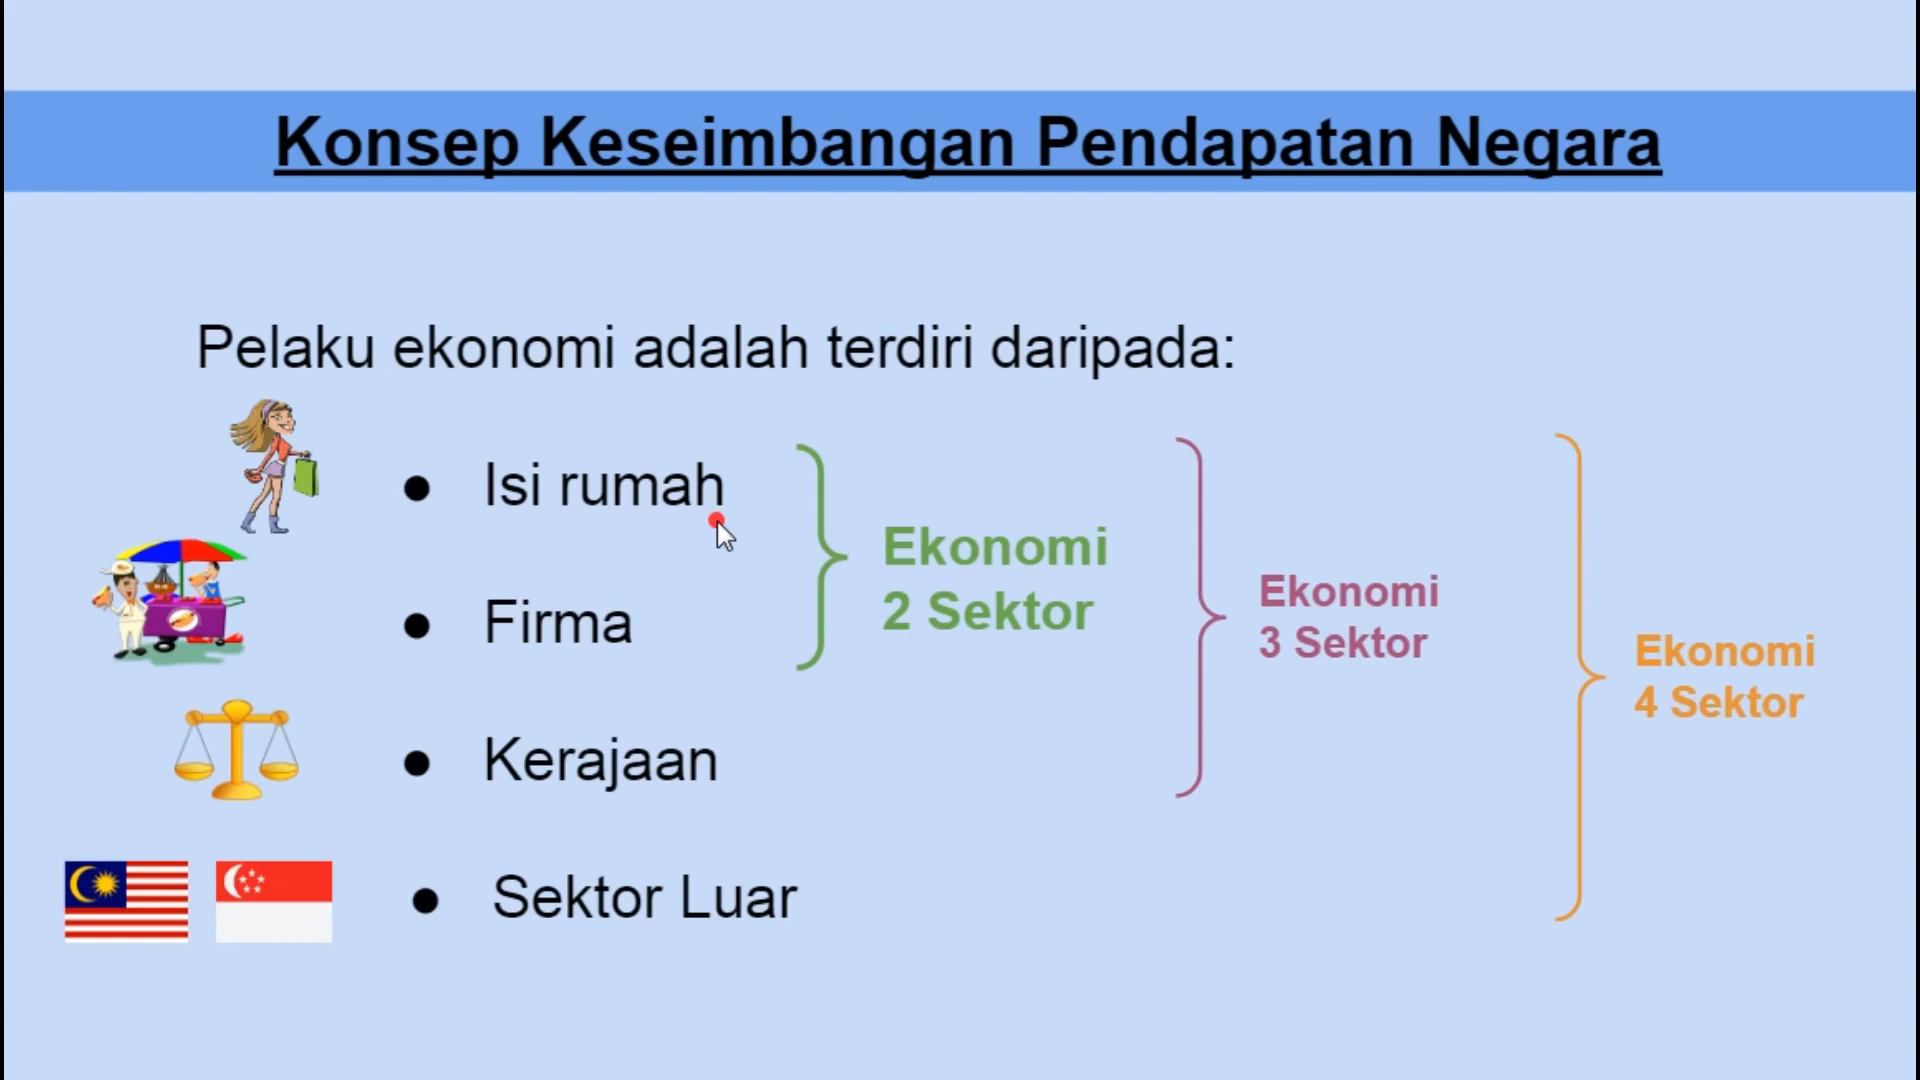 Konsep Keseimbangan Pendapatan Negara
Pelaku ekonomi adalah terdiri daripada:
● Isi rumah
● Firma
● Kerajaan
● Sektor Luar
Ekonomi
2 Sektor
Ekonomi
3 Sektor
Ekonomi
4 Sektor